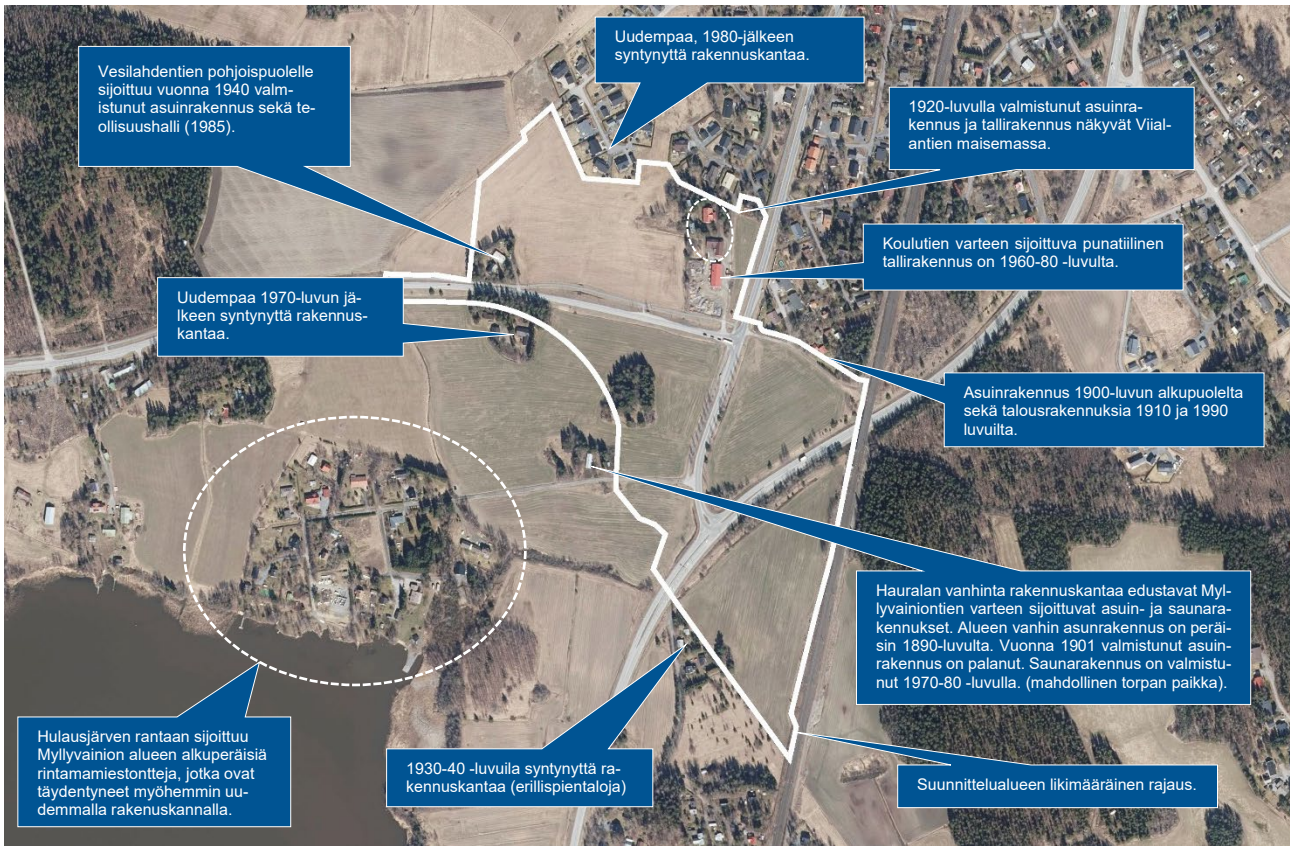 Uudempaa, 1980-jälkeen
syntynyttä rakennuskantaa.
Vesilahdentien pohjoispuolelle
sijoittuu vuonna 1940 valm-
mistunut asuinrakennus sekä te-
ollisuushalli (1985).
1920-luvulla valmistunut asuinra-
kennus ja tallirakennus näkyvät Viial-
antien maisemassa.
Koulutien varteen sijoittuva punatiilinen
tallirakennus on 1960-80 -luvulta.
Uudempaa 1970-luvun jäl-
keen syntynyttä rakennus-
kantaa.
Asuinrakennus 1900-luvun alkupuolelta
sekä talousrakennuksia 1910 ja 1990
luvuilta.
Hauralan vanhinta rakennuskantaa edustavat Myl-
lyvainiontien varteen sijoittuvat asuin- ja saunara-
kennukset. Alueen vanhin asunrakennus on peräi-
sin 1890-luvulta. Vuonna 1901 valmistunut asuin-
rakennus on palanut. Saunarakennus on valmistu-
nut 1970-80 -luvulla. (mahdollinen torpan paikka).
Hulausjärven rantaan sijoittuu
Myllyvainion alueen alkuperäisiä
rintamamiestontteja, jotka ovat
täydentyneet myöhemmin uu-
demmalla rakenuskannalla.
1930-40 -luvuila syntynyttä ra-
kennuskantaa (erillispientaloja)
Suunnittelualueen likimääräinen rajaus.